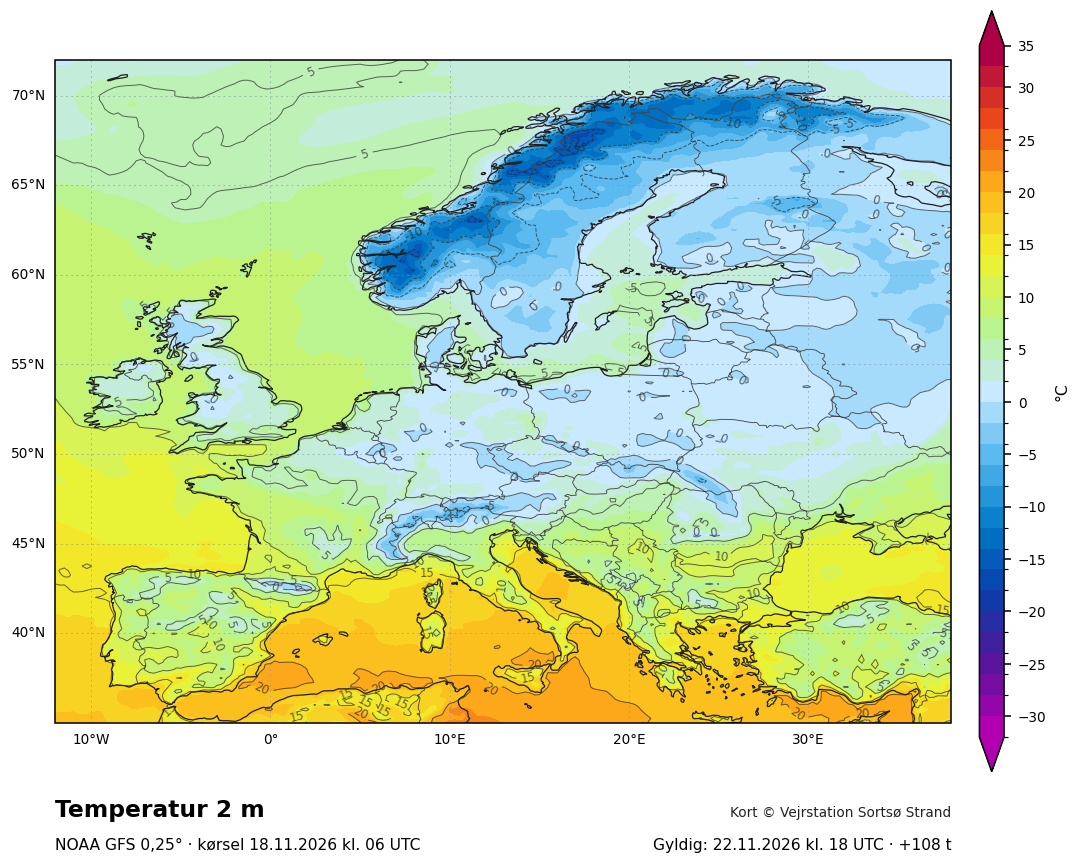 70°N
65°N
60°N
55°N
50°N
45°N
40°N
10°W
0°
10°E
20°E
30°E
35
30
25
20
15
10
5
0
−5
−10
−15
−20
−25
−30
°C
Temperatur 2 m
Kort © Vejrstation Sortsø Strand
NOAA GFS 0,25° · kørsel 18.11.2026 kl. 06 UTC
Gyldig: 22.11.2026 kl. 18 UTC · +108 t